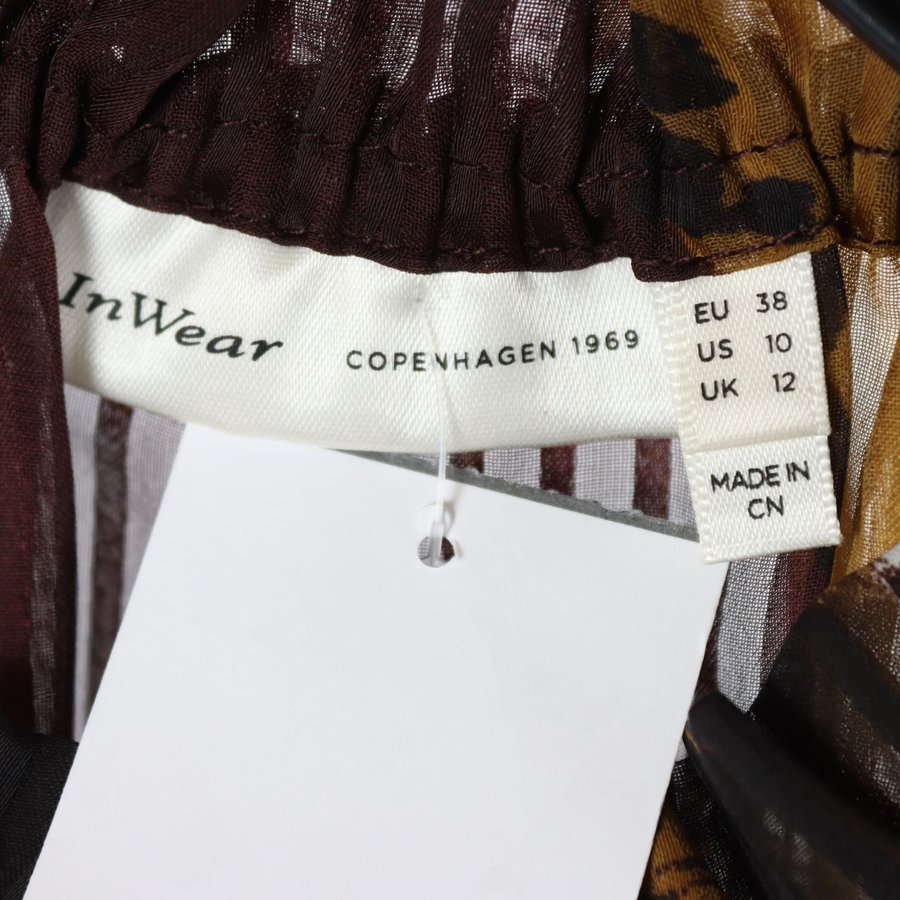 InWear
COPENHAGEN 1969
EU 38
US 10
UK 12
MADE IN
CN